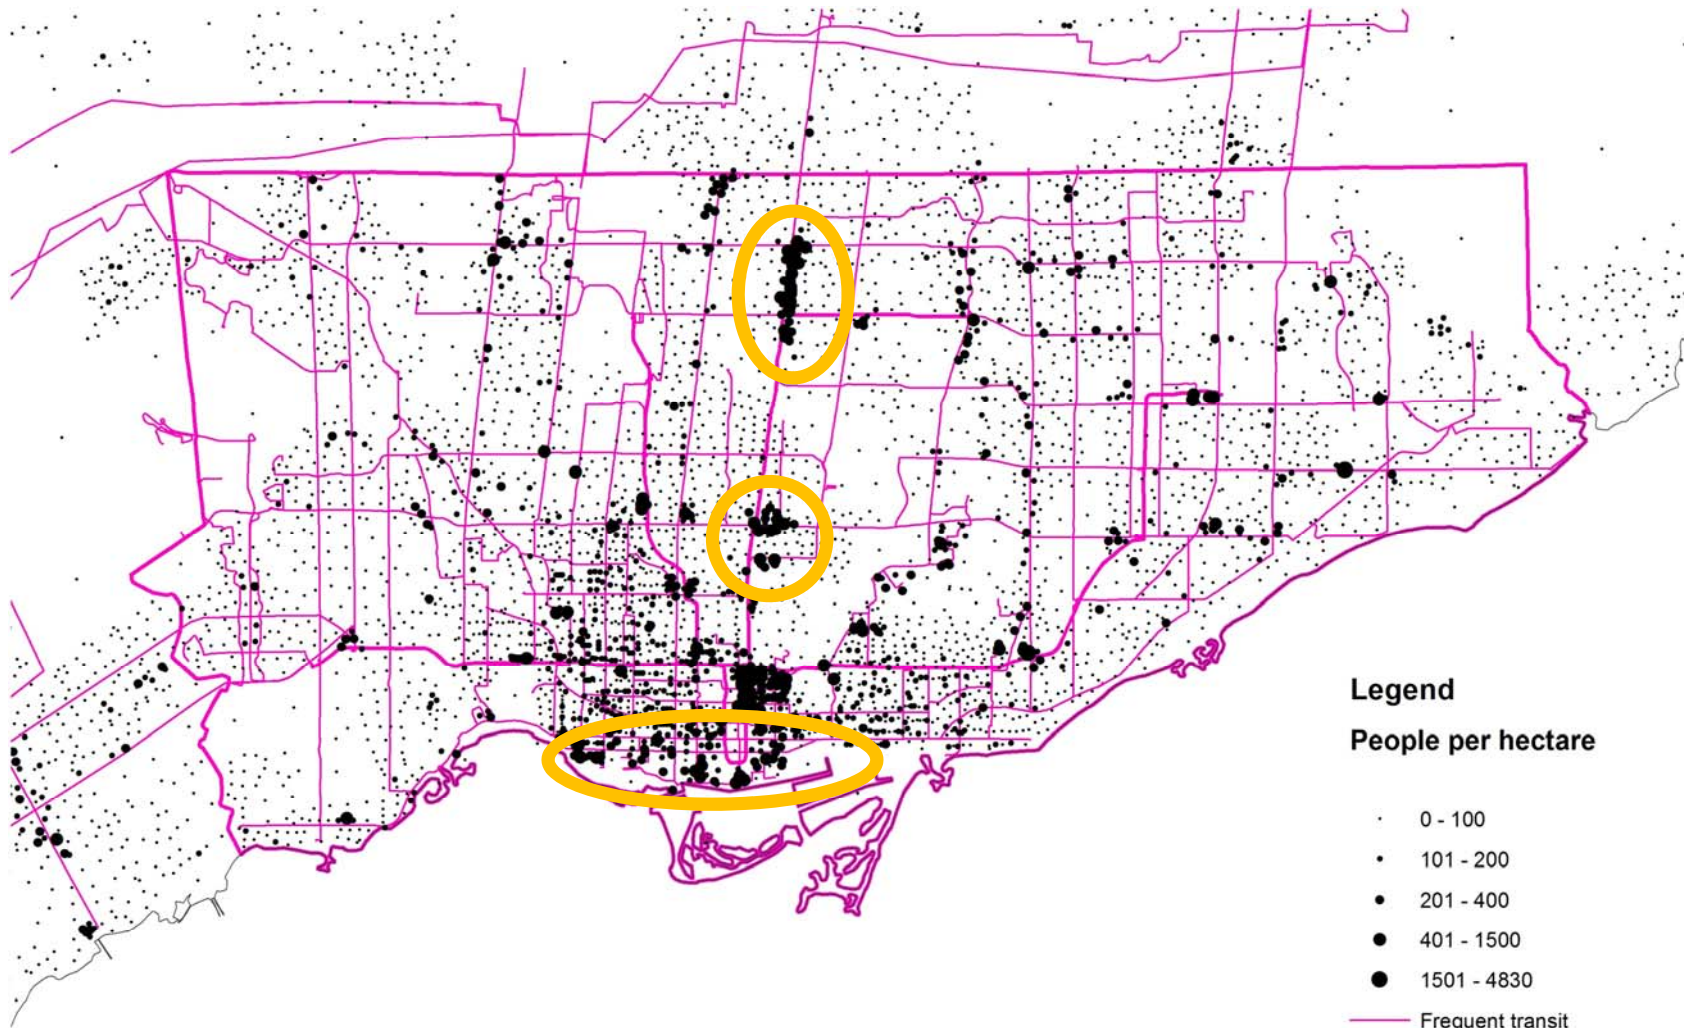 Legend
People per hectare
0 - 100
101 - 200
201 - 400
401 - 1500
1501 - 4830
Frequent transit